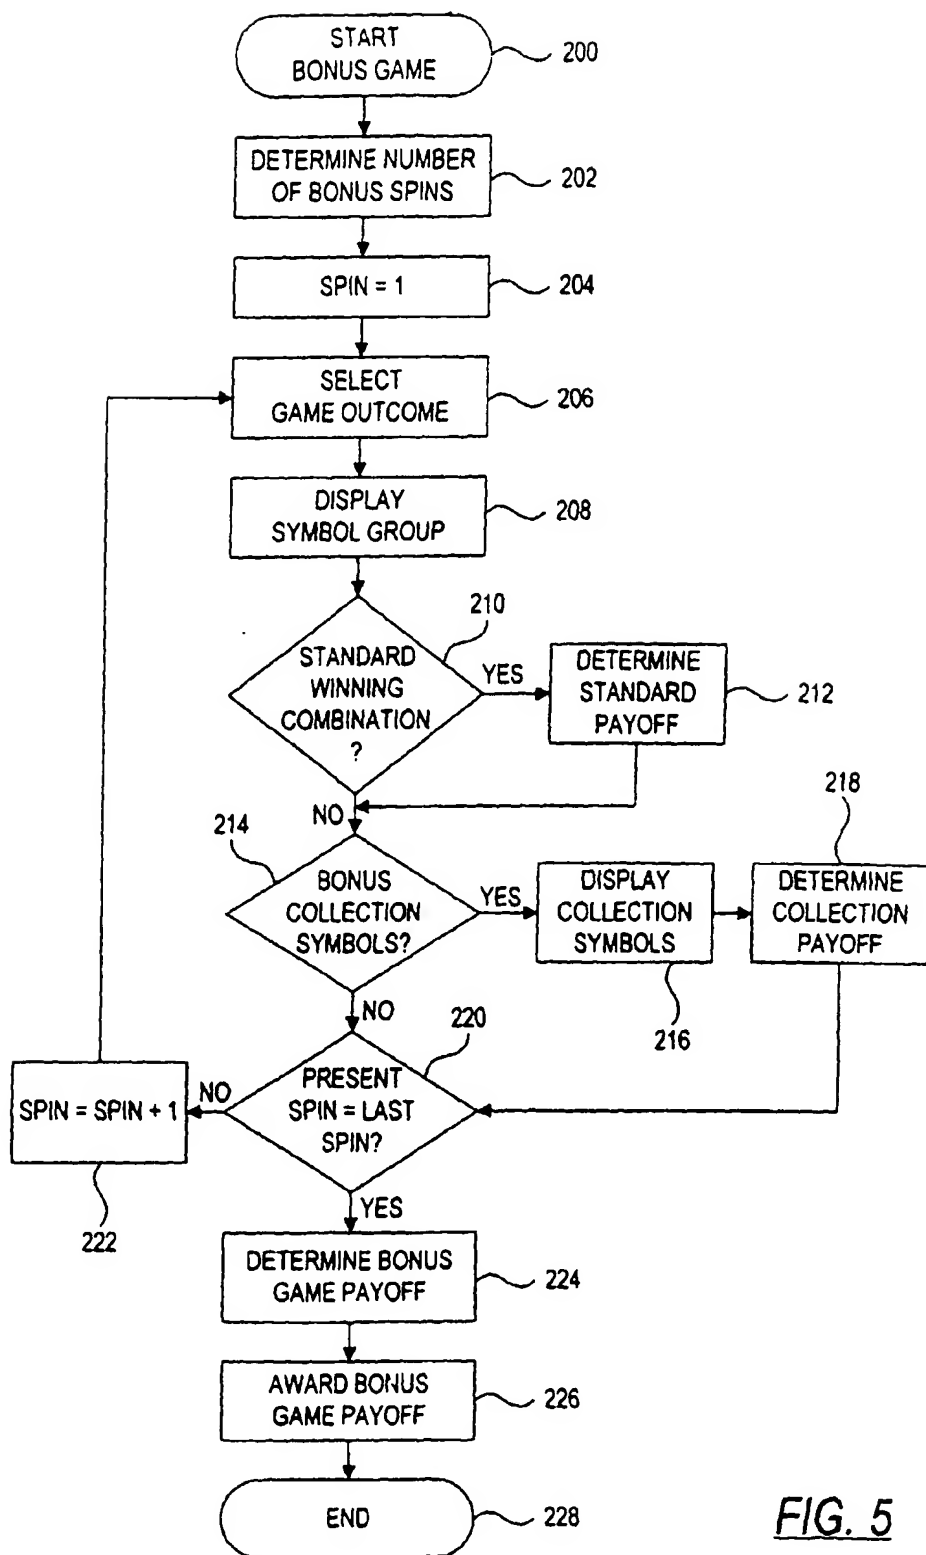 START
BONUS GAME
200
DETERMINE NUMBER
OF BONUS SPINS
202
SPIN = 1
204
SELECT
GAME OUTCOME
206
DISPLAY
SYMBOL GROUP
208
210
STANDARD
WINNING
COMBINATION
?
YES
DETERMINE
STANDARD
PAYOFF
212
NO
214
BONUS
COLLECTION
SYMBOLS?
YES
DISPLAY
COLLECTION
SYMBOLS
216
218
DETERMINE
COLLECTION
PAYOFF
NO
220
PRESENT
SPIN = LAST
SPIN?
NO
SPIN = SPIN + 1
222
YES
DETERMINE BONUS
GAME PAYOFF
224
AWARD BONUS
GAME PAYOFF
226
END
228
FIG. 5